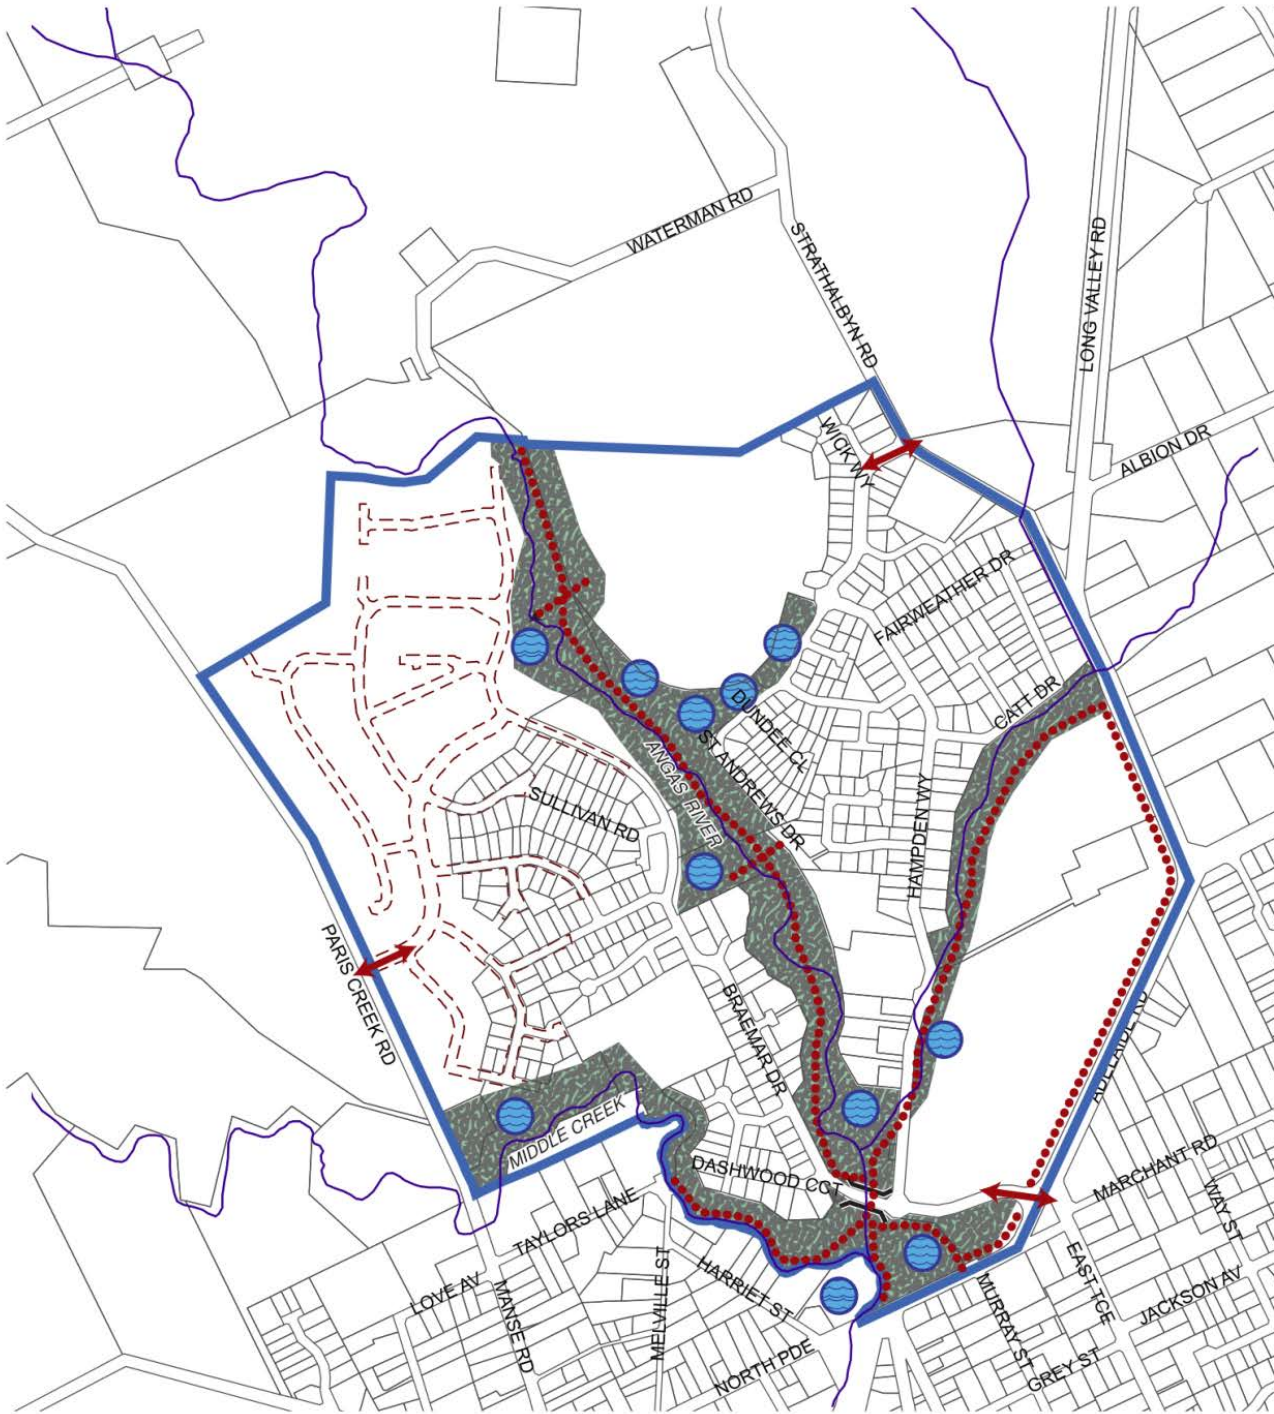 WATERMAN RD
STRATHALBYN RD
LONG VALLEY RD
WICK WY
ALBION DR
FAIRWEATHER DR
CATT DR
DUNDEE CL
ST ANDREWS DR
ANGAS RIVER
SULLIVAN RD
HAMPDEN WY
PARIS CREEK RD
BRAEMAR DR
ADELAIDE RD
MIDDLE CREEK
DASHWOOD CCT
MARCHANT RD
TAYLORS LANE
WAY ST
LOVE AV
MANSE RD
MELVILLE ST
HARRIET ST
NORTH PDE
MURRAY ST
EAST TCE
JACKSON AV
GREY ST